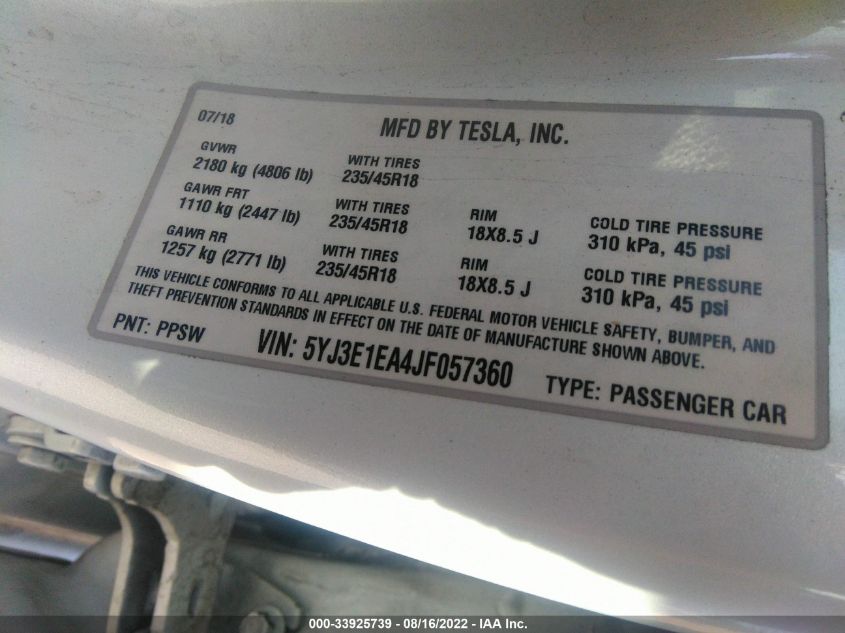 07/18
MFD BY TESLA, INC.
GVWR
2180 kg (4806 lb)
WITH TIRES
235/45R18
GAWR FRT
1110 kg (2447 lb)
WITH TIRES
235/45R18
RIM
18X8.5 J
COLD TIRE PRESSURE
310 kPa, 45 psi
GAWR RR
1257 kg (2771 lb)
WITH TIRES
235/45R18
RIM
18X8.5 J
COLD TIRE PRESSURE
310 kPa, 45 psi
THIS VEHICLE CONFORMS TO ALL APPLICABLE U.S. FEDERAL MOTOR VEHICLE SAFETY, BUMPER, AND
THEFT PREVENTION STANDARDS IN EFFECT ON THE DATE OF MANUFACTURE SHOWN ABOVE.
PNT: PPSW
VIN: 5YJ3E1EA4JF057360
TYPE: PASSENGER CAR
000-33925739 - 08/16/2022 - IAA Inc.